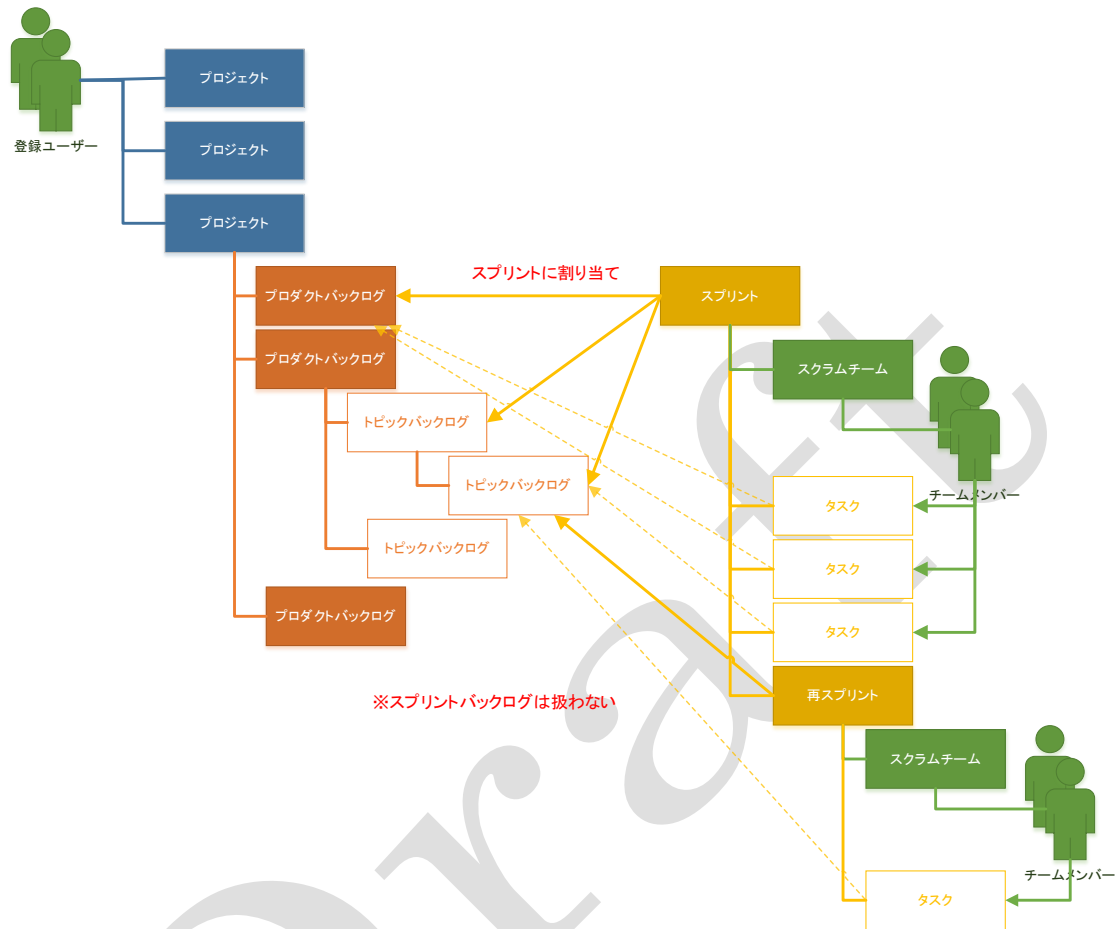 プロジェクト
登録ユーザー
プロジェクト
プロジェクト
スプリントに割り当て
プロダクトバックログ
スプリント
プロダクトバックログ
スクラムチーム
トピックバックログ
トピックバックログ
チームメンバー
タスク
トピックバックログ
タスク
プロダクトバックログ
タスク
※スプリントバックログは扱わない
再スプリント
スクラムチーム
チームメンバー
タスク
Draft